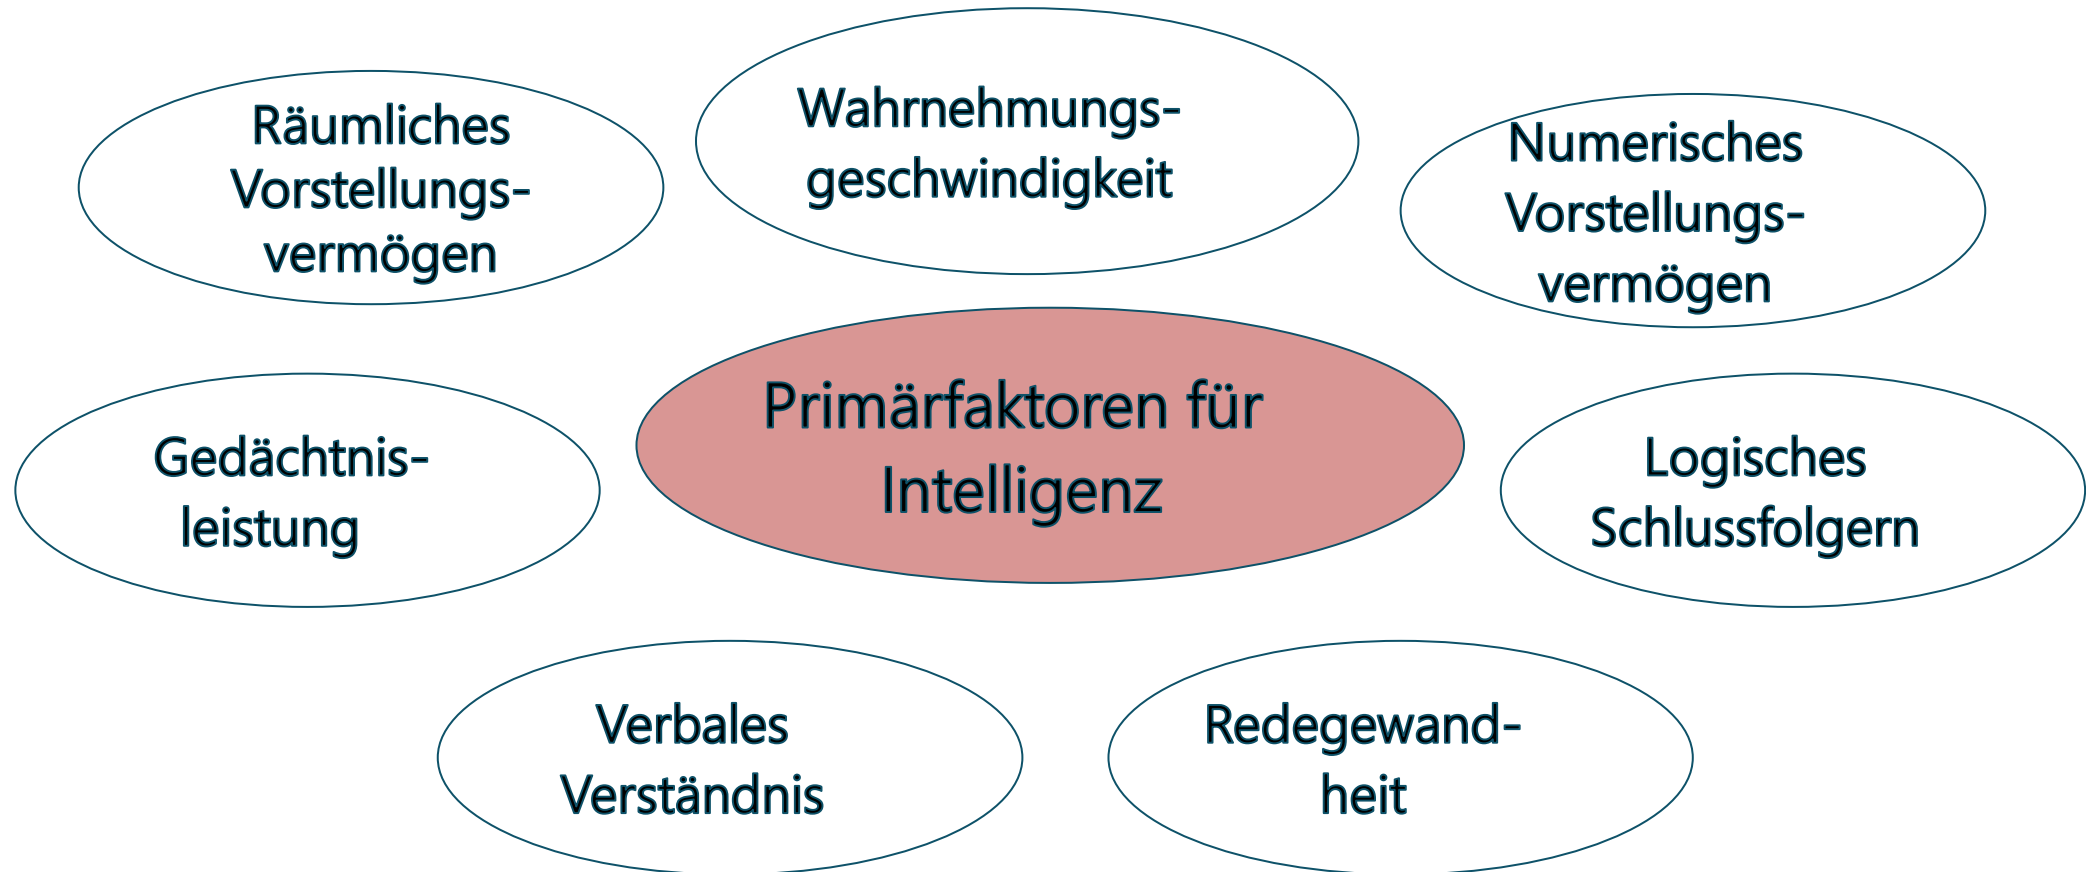 Räumliches
Vorstellungs-
vermögen
Wahrnehmungs-
geschwindigkeit
Numerisches
Vorstellungs-
vermögen
Gedächtnis-
leistung
Primärfaktoren für
Intelligenz
Logisches
Schlussfolgern
Verbales
Verständnis
Redegewand-
heit